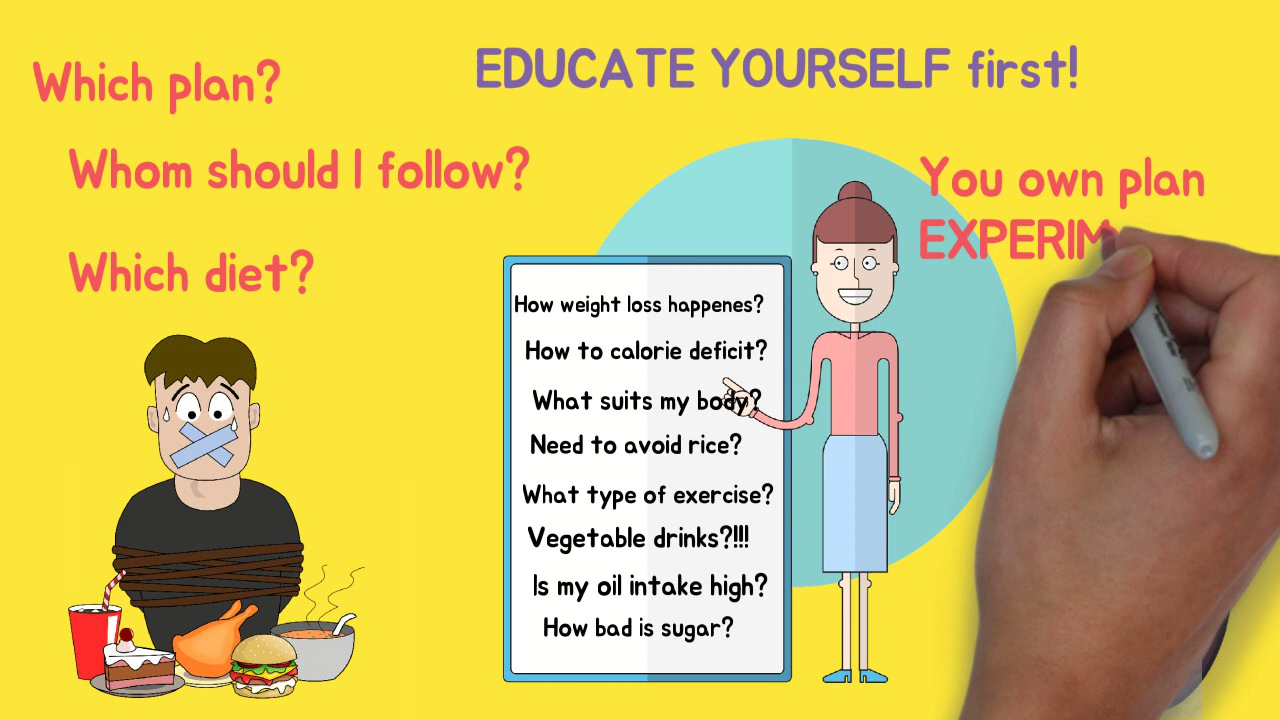 Which plan?
EDUCATE YOURSELF first!
Whom should I follow?
Which diet?
You own plan
EXPERIM
How weight loss happenes?
How to calorie deficit?
What suits my body?
Need to avoid rice?
What type of exercise?
Vegetable drinks?!!!
Is my oil intake high?
How bad is sugar?